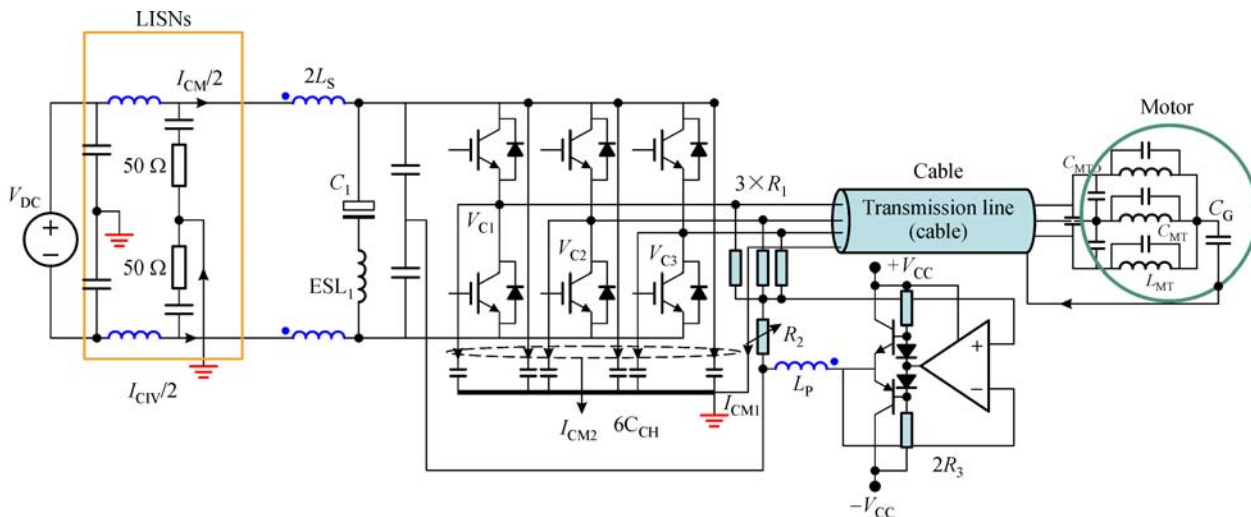 LISNs
I_CM/2
2L_S
Motor
C_MTO
50 Ω
3×R_1
Cable
C_1
V_DC
Transmission line
(cable)
C_G
V_C1
C_MT
V_C2
V_C3
+V_CC
50 Ω
ESL_1
L_MT
+
R_2
−
L_P
I_CIV/2
I_CM1
I_CM2
6C_CH
2R_3
−V_CC
+
−